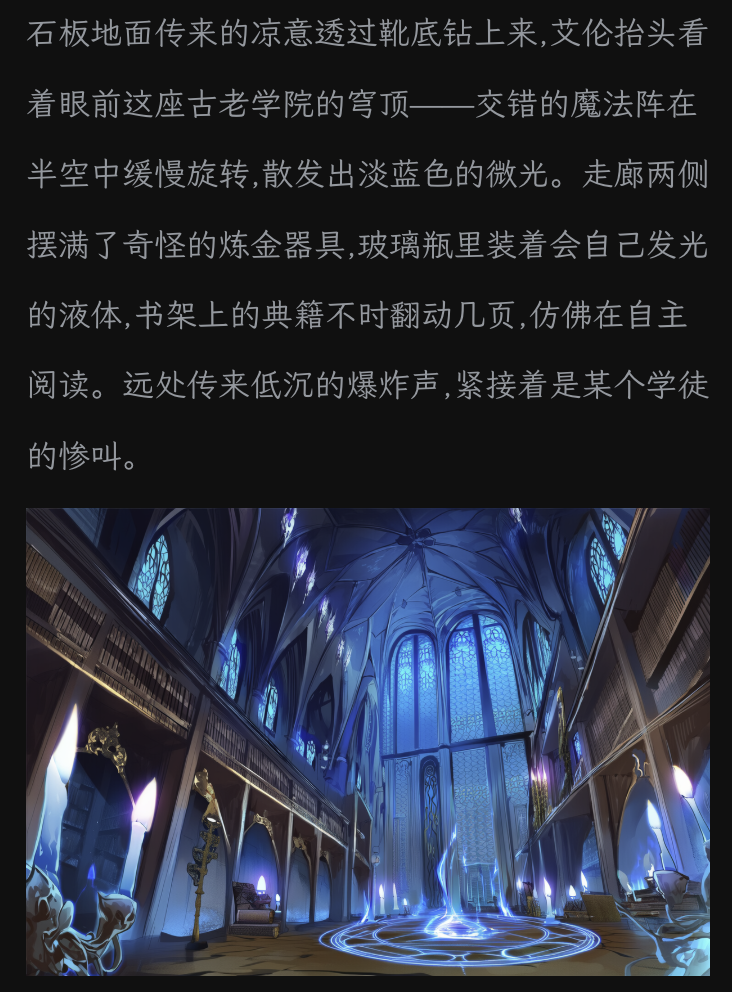 石板地面传来的凉意透过靴底钻上来,艾伦抬头看
着眼前这座古老学院的穹顶——交错的魔法阵在
半空中缓慢旋转,散发出淡蓝色的微光。走廊两侧
摆满了奇怪的炼金器具,玻璃瓶里装着会自己发光
的液体,书架上的典籍不时翻动几页,仿佛在自主
阅读。远处传来低沉的爆炸声,紧接着是某个学徒
的惨叫。